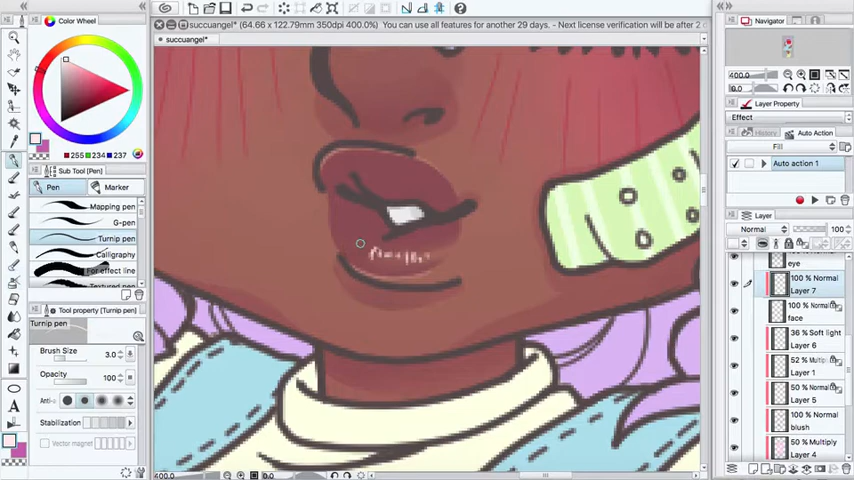 Color Wheel
255 234 237
Sub Tool [Pen]
Pen Marker
Mapping pen
G-pen
Turnip pen
Calligraphy
For effect line
Textured pen
Tool property [Turnip pen]
Turnip pen
Brush Size 3.0
Opacity 100
Anti-a
Stabilization
Vector magnet
succuangel* (64.66 x 122.79mm 350dpi 400.0%) You can use all features for another 29 days. - Next license verification will be after 2
succuangel*
400.0 0.0
Navigator
400.0
0.0
Layer Property
Effect
History Auto Action
Fill
Auto action 1
Layer
Normal 100
eye
100 % Normal
Layer 7
100 % Normal
face
36 % Soft light
Layer 6
52 % Multip
Layer 1
50 % Normal
Layer 5
100 % Normal
blush
50 % Multiply
Layer 4